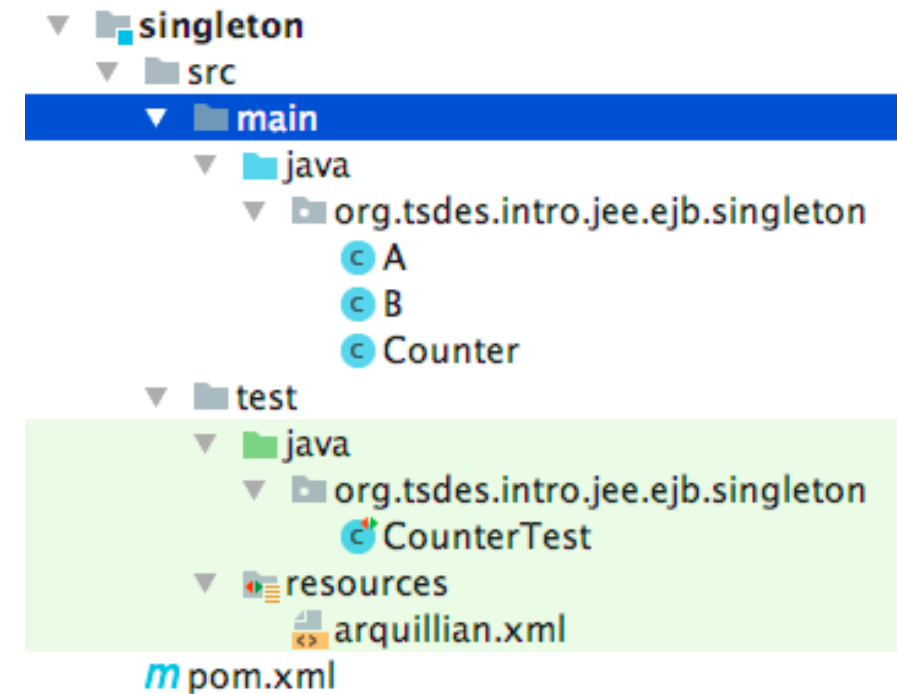 singleton
src
main
java
org.tsdes.intro.jee.ejb.singleton
C A
C B
C Counter
test
java
org.tsdes.intro.jee.ejb.singleton
C CounterTest
resources
<> arquillian.xml
m pom.xml